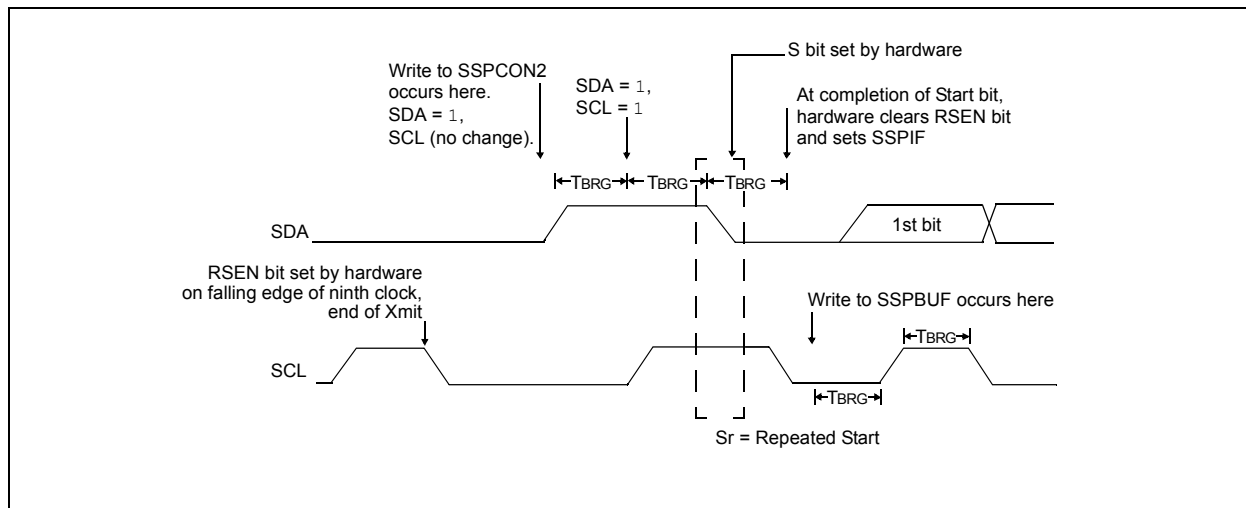 S bit set by hardware
Write to SSPCON2
occurs here.
SDA = 1,
SCL (no change).
SDA = 1,
SCL = 1
At completion of Start bit,
hardware clears RSEN bit
and sets SSPIF
TBRG
TBRG
TBRG
SDA
1st bit
RSEN bit set by hardware
on falling edge of ninth clock,
end of Xmit
Write to SSPBUF occurs here
TBRG
SCL
TBRG
Sr = Repeated Start